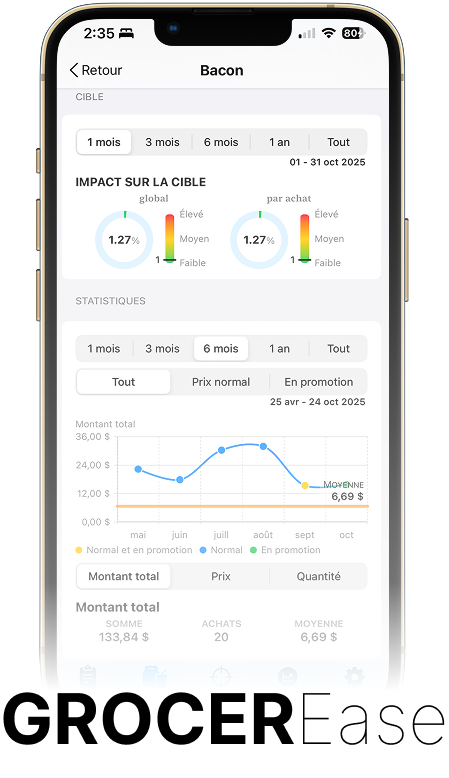 2:35 80
Retour Bacon
CIBLE
1 mois 3 mois 6 mois 1 an Tout
01 - 31 oct 2025
IMPACT SUR LA CIBLE
global par achat
Élevé Élevé
1.27% Moyen 1.27% Moyen
1 Faible 1 Faible
STATISTIQUES
1 mois 3 mois 6 mois 1 an Tout
Tout Prix normal En promotion
25 avr - 24 oct 2025
Montant total
36,00 $
24,00 $
MOYENNE
12,00 $ 6,69 $
0,00 $
mai juin juill août sept oct
Normal et en promotion Normal En promotion
Montant total Prix Quantité
Montant total
SOMME ACHATS MOYENNE
133,84 $ 20 6,69 $
GROCEREase